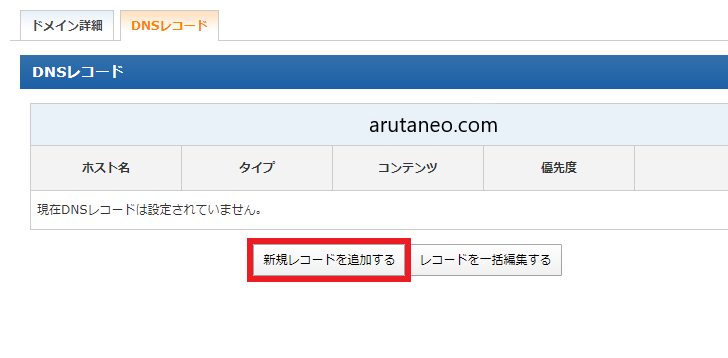 ドメイン詳細 DNSレコード
DNSレコード
arutaneo.com
ホスト名 タイプ コンテンツ 優先度
現在DNSレコードは設定されていません。
新規レコードを追加する レコードを一括編集する